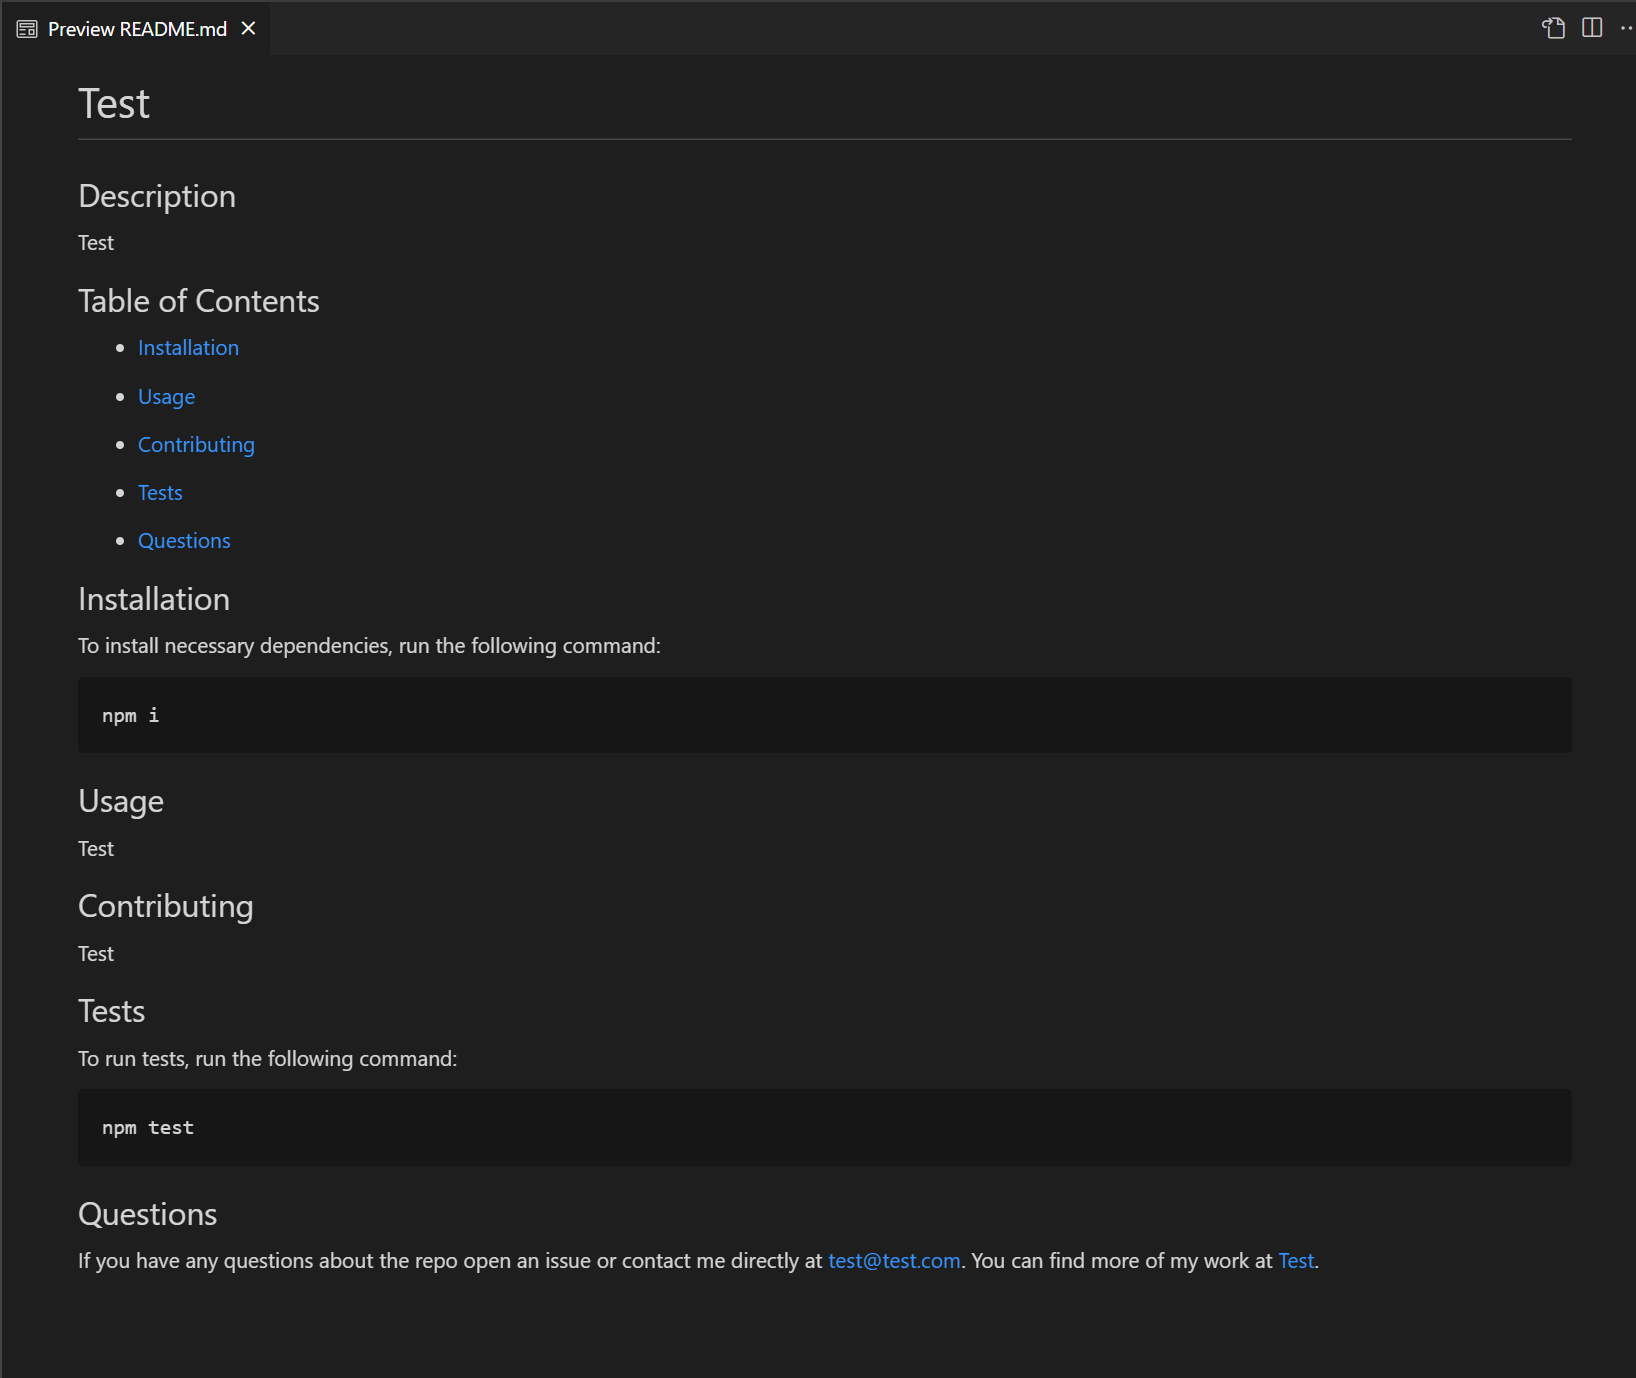 Preview README.md
Test
Description
Test
Table of Contents
Installation
Usage
Contributing
Tests
Questions
Installation
To install necessary dependencies, run the following command:
npm i
Usage
Test
Contributing
Test
Tests
To run tests, run the following command:
npm test
Questions
If you have any questions about the repo open an issue or contact me directly at test@test.com. You can find more of my work at Test.